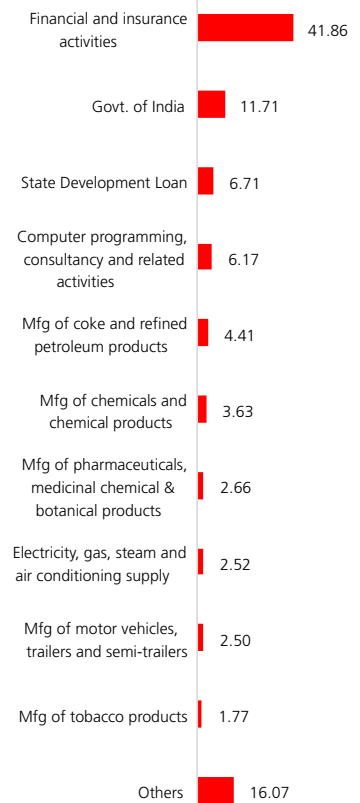 Financial and insurance
activities
41.86
Govt. of India
11.71
State Development Loan
6.71
Computer programming,
consultancy and related
activities
6.17
Mfg of coke and refined
petroleum products
4.41
Mfg of chemicals and
chemical products
3.63
Mfg of pharmaceuticals,
medicinal chemical &
botanical products
2.66
Electricity, gas, steam and
air conditioning supply
2.52
Mfg of motor vehicles,
trailers and semi-trailers
2.50
Mfg of tobacco products
1.77
Others
16.07